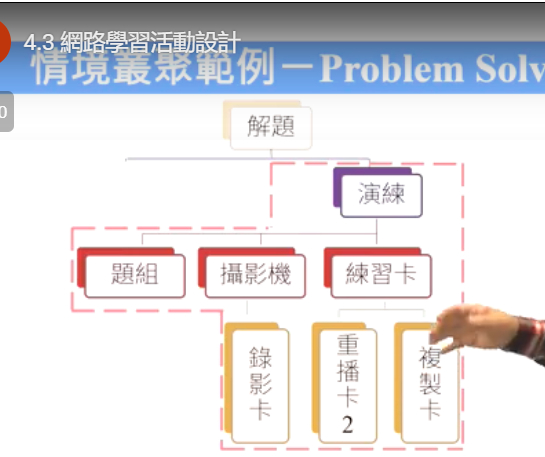 4.3 網路學習活動設計
情境叢聚範例－Problem Solv
0
解題
演練
題組
攝影機
練習卡
錄影卡
重播卡2
複製卡